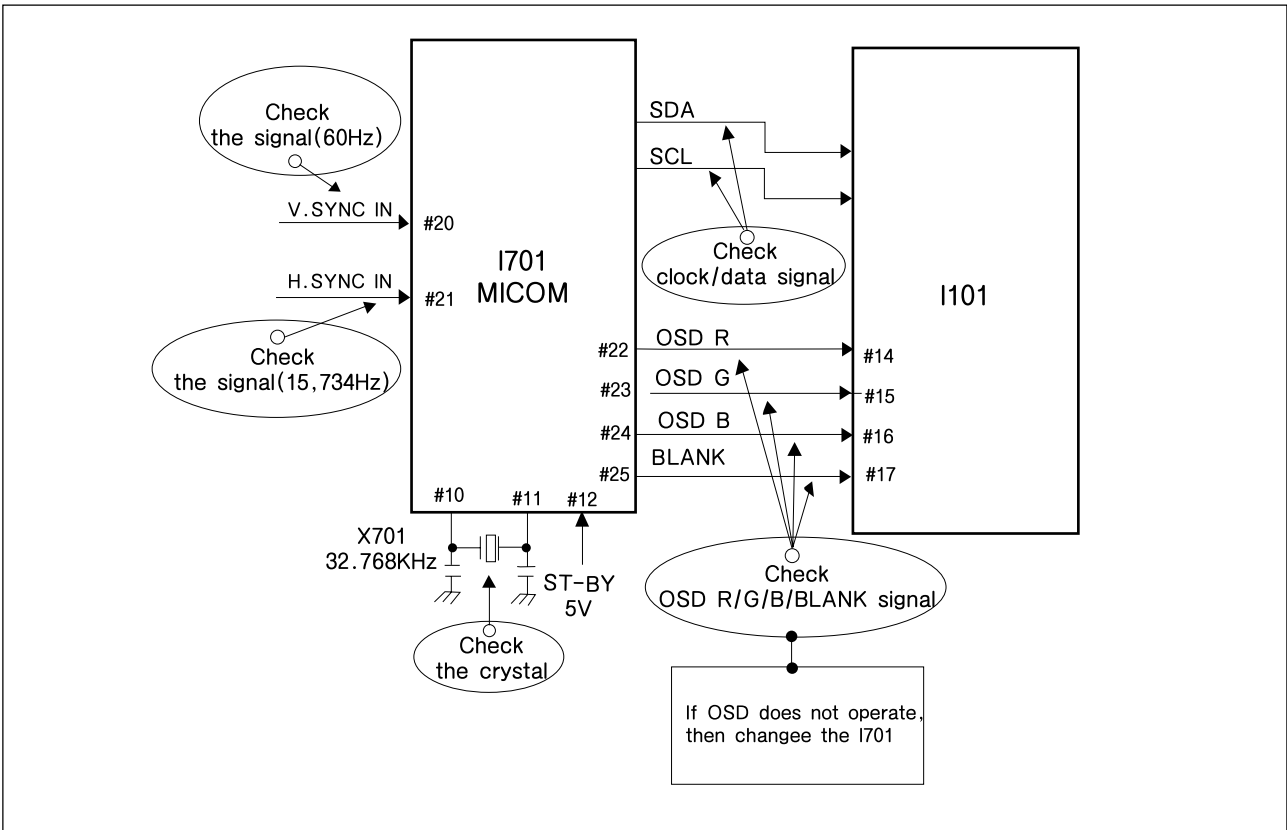 Check
the signal(60Hz)
V.SYNC IN
#20
H.SYNC IN
#21
Check
the signal(15,734Hz)
I701
MICOM
SDA
SCL
Check
clock/data signal
I101
#22
OSD R
#14
#23
OSD G
#15
#24
OSD B
#16
#25
BLANK
#17
#10
#11
#12
X701
32.768KHz
ST-BY
5V
Check
the crystal
Check
OSD R/G/B/BLANK signal
If OSD does not operate,
then changee the I701